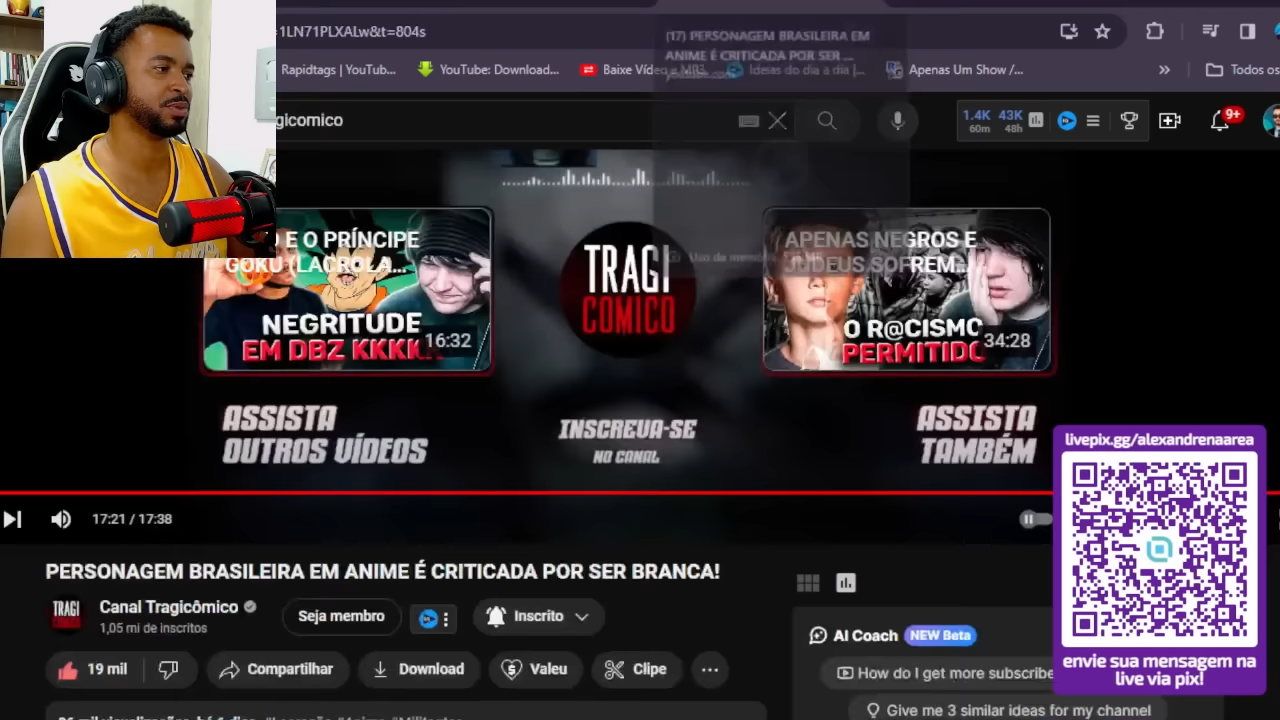 =1LN71PLXALw&t=804s
(17) PERSONAGEM BRASILEIRA EM
ANIME É CRITICADA POR SER ...
Rapidtags | YouTub...
YouTube: Download...
Baixe Vídeo
Ideias do dia a dia |...
Apenas Um Show /...
Todos os
gicomico
1.4K
60m
43K
48h
9+
E O PRÍNCIPE
GOKU (LACROLA...
NEGRITUDE
EM DBZ KKKK
16:32
TRAGI
COMICO
APENAS NEGROS E
JUDEUS SOFREM...
O R@CISMO
PERMITIDO
34:28
ASSISTA
OUTROS VÍDEOS
INSCREVA-SE
NO CANAL
ASSISTA
TAMBÉM
17:21 / 17:38
livepix.gg/alexandrenaarea
envie sua mensagem na
live via pix!
PERSONAGEM BRASILEIRA EM ANIME É CRITICADA POR SER BRANCA!
TRAGI
Canal Tragicômico
1,05 mi de inscritos
Seja membro
Inscrito
19 mil
Compartilhar
Download
Valeu
Clipe
AI Coach NEW Beta
How do I get more subscribe
Give me 3 similar ideas for my channel